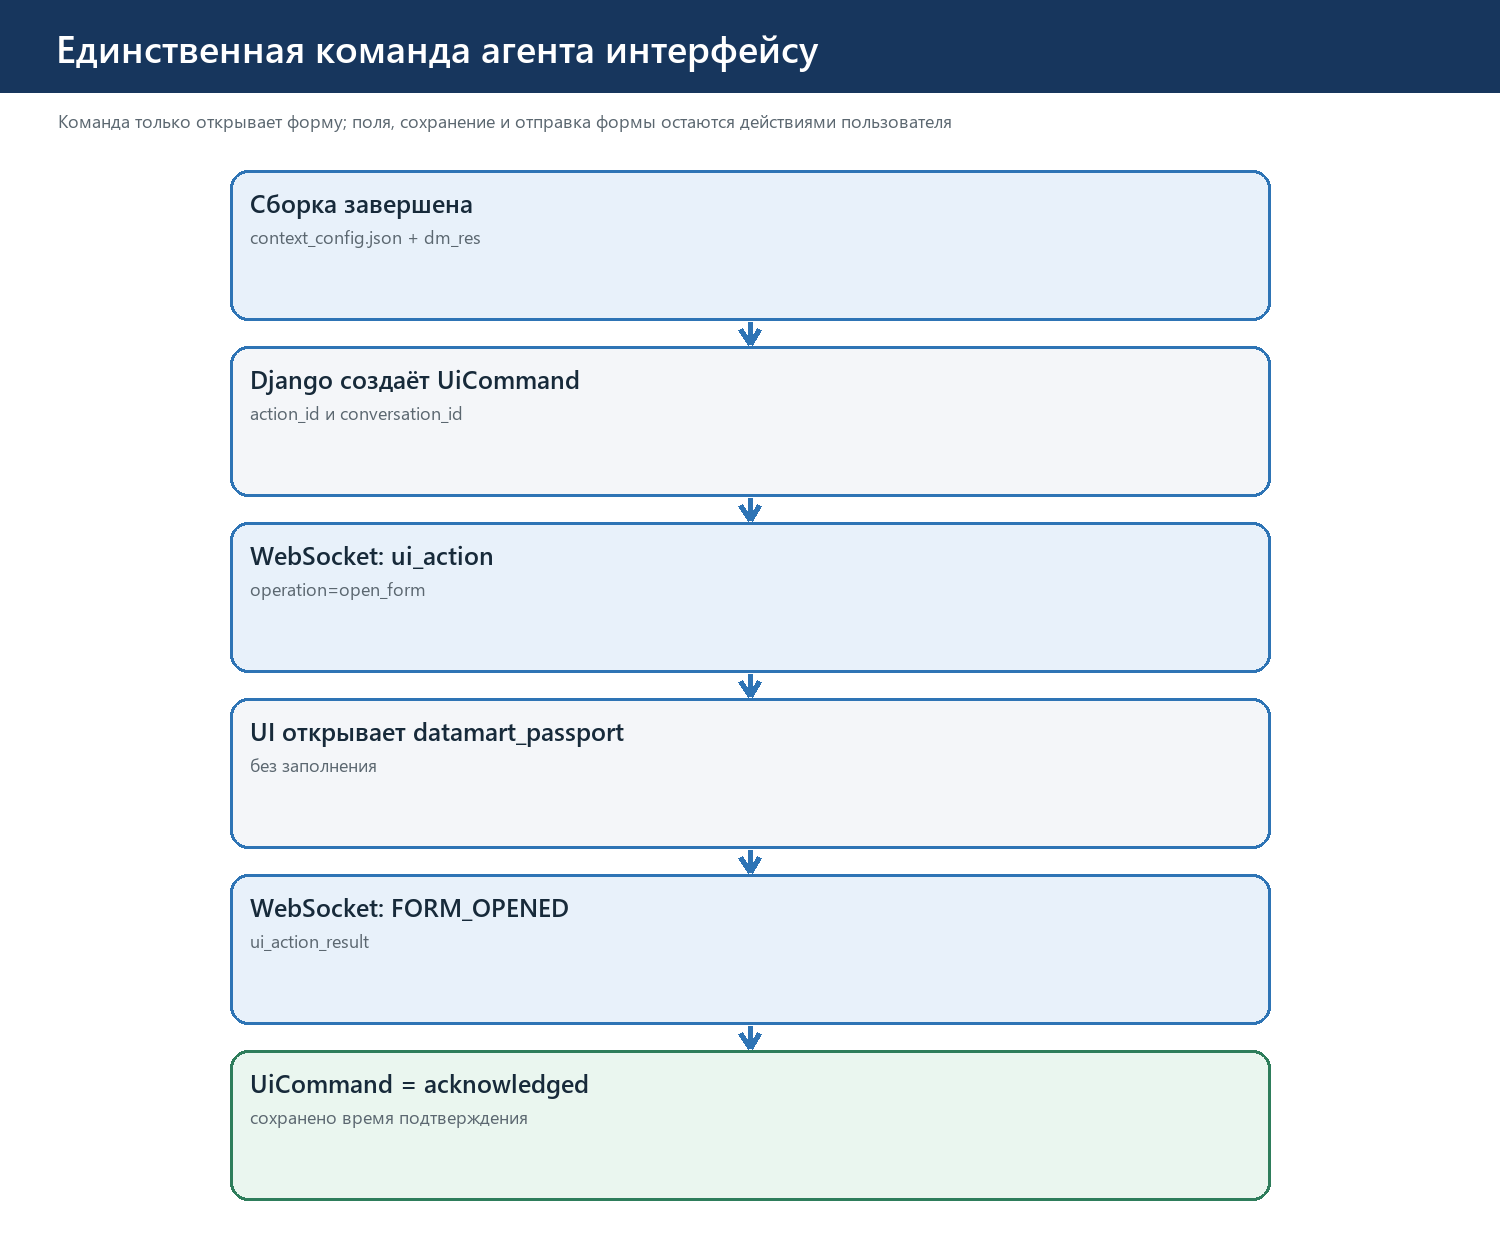 Единственная команда агента интерфейсу
Команда только открывает форму; поля, сохранение и отправка формы остаются действиями пользователя
Сборка завершена
context_config.json + dm_res
Django создаёт UiCommand
action_id и conversation_id
WebSocket: ui_action
operation=open_form
UI открывает datamart_passport
без заполнения
WebSocket: FORM_OPENED
ui_action_result
UiCommand = acknowledged
сохранено время подтверждения